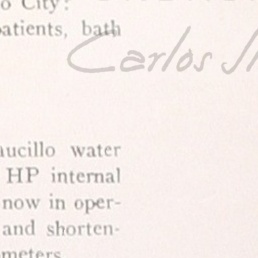 o City:
patients, bath
Carlos
aucillo water
HP internal
now in oper-
and shorten-
meters